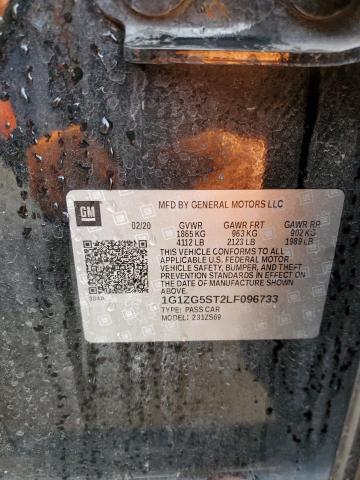 GM
MFD BY GENERAL MOTORS LLC
02/20 GVWR GAWR FRT GAWR RR
1865 KG 963 KG 902 KG
4112 LB 2123 LB 1989 LB
THIS VEHICLE CONFORMS TO ALL
APPLICABLE U.S. FEDERAL MOTOR
VEHICLE SAFETY, BUMPER, AND THEFT
PREVENTION STANDARDS IN EFFECT ON
THE DATE OF MANUFACTURE SHOWN
ABOVE.
1G1ZG5ST2LF096733
TYPE: PASS CAR
MODEL: 231ZS69